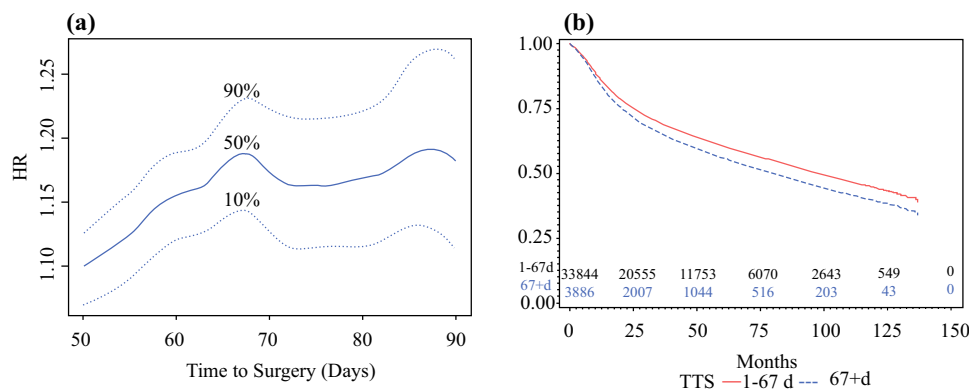 (a)
HR
1.25
1.20
1.15
1.10
90%
50%
10%
50 60 70 80 90
Time to Surgery (Days)
(b)
1.00
0.75
0.50
0.25
0.00
1-67d 33844 20555 11753 6070 2643 549 0
67+d 3886 2007 1044 516 203 43 0
0 25 50 75 100 125 150
Months
TTS 1-67 d 67+d